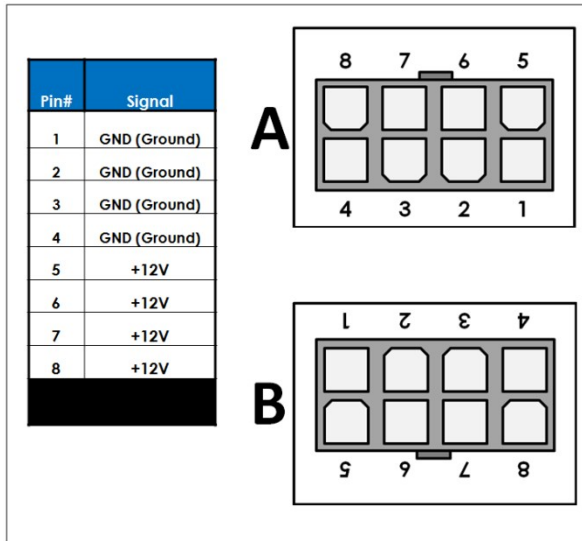 Pin# Signal
1 GND (Ground)
2 GND (Ground)
3 GND (Ground)
4 GND (Ground)
5 +12V
6 +12V
7 +12V
8 +12V
A
8 7 6 5
4 3 2 1
B
1 2 3 4
5 6 7 8